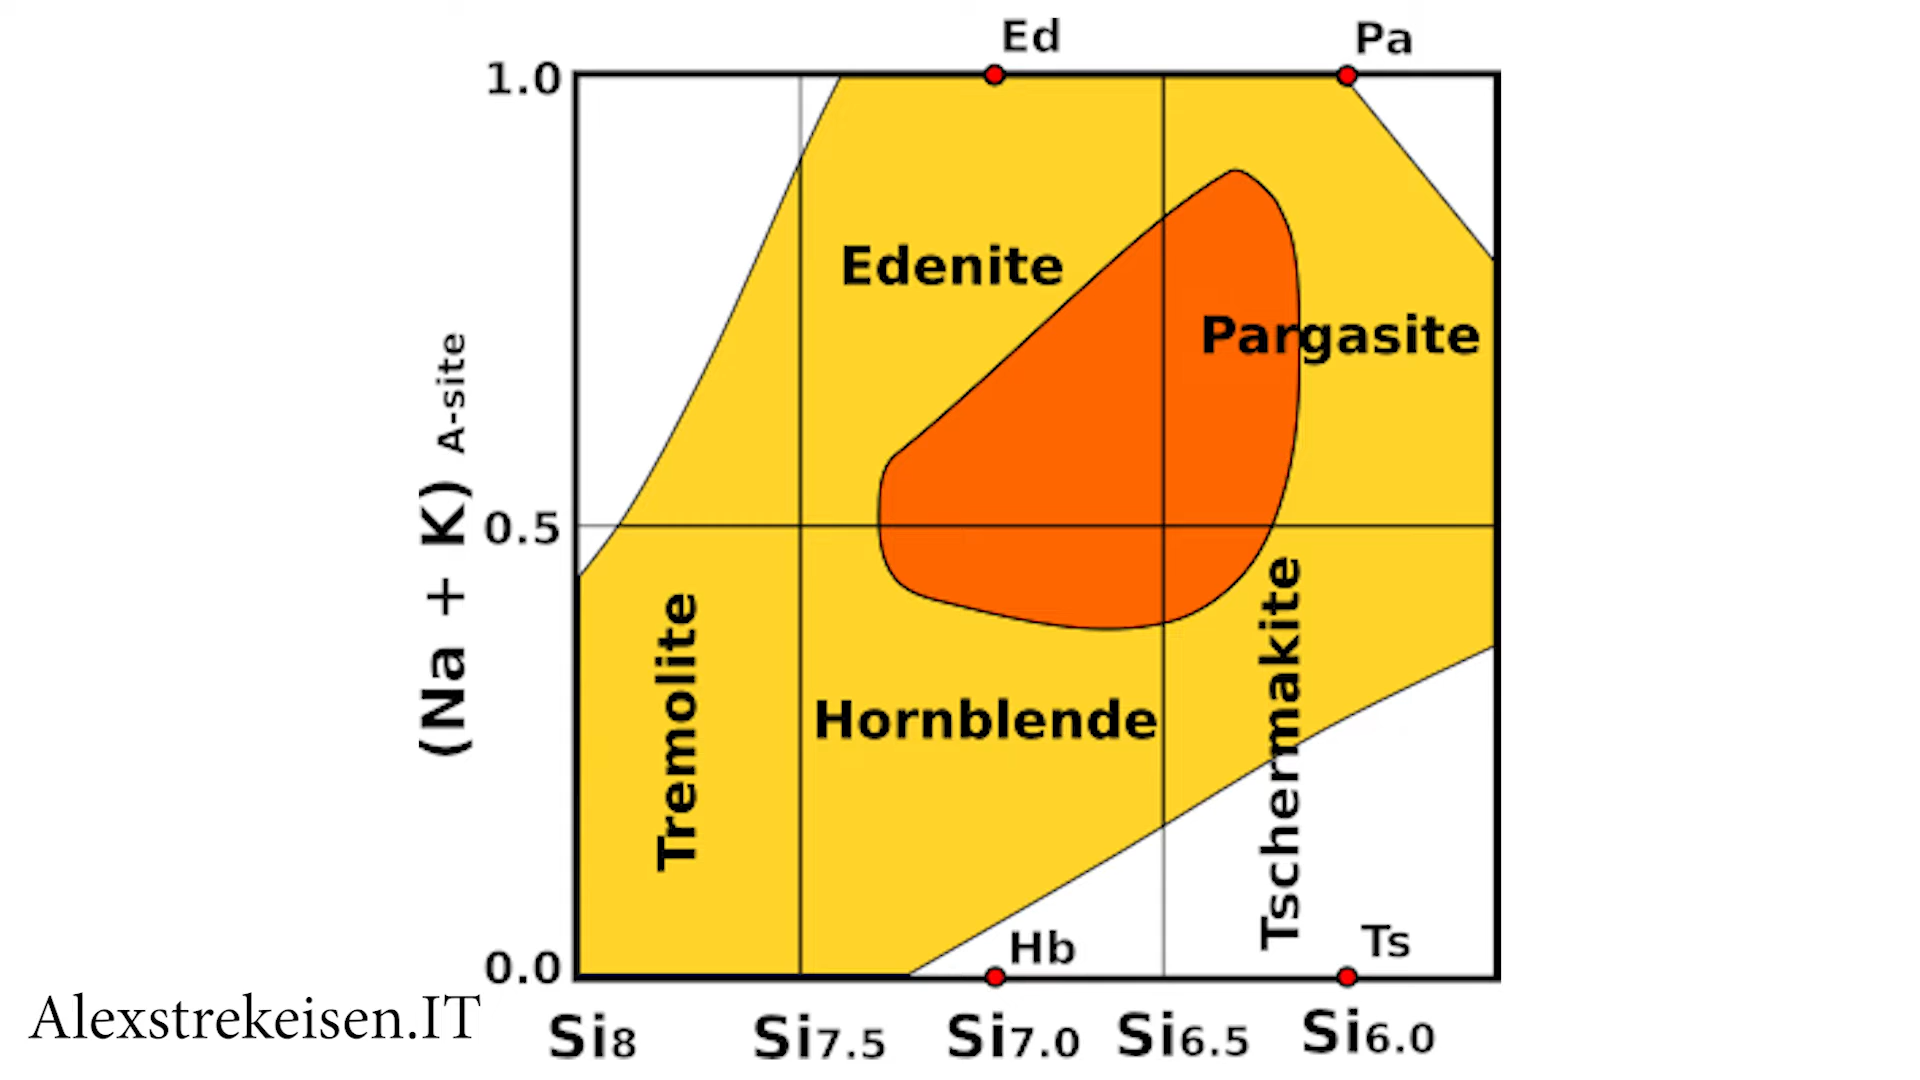 Ed
Pa
1.0
Edenite
Pargasite
(Na + K) A-site
0.5
Tremolite
Hornblende
Tschermakite
Hb
Ts
0.0
Alexstrekeisen.IT
Si8
Si7.5
Si7.0
Si6.5
Si6.0